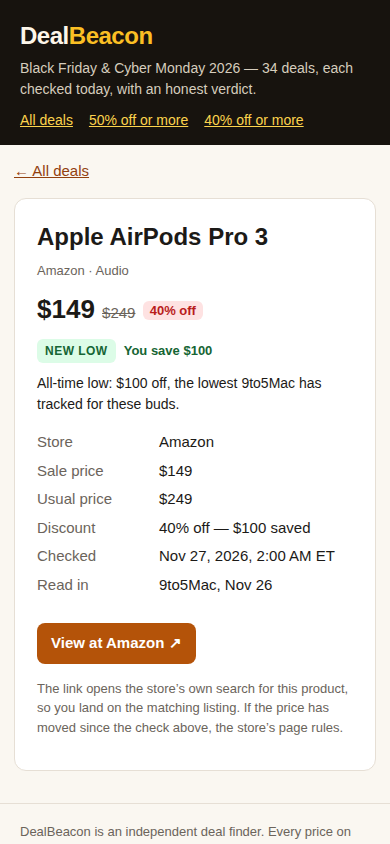 DealBeacon
Black Friday & Cyber Monday 2026 — 34 deals, each
checked today, with an honest verdict.
All deals 50% off or more 40% off or more
← All deals
Apple AirPods Pro 3
Amazon · Audio
$149 $249 40% off
NEW LOW You save $100
All-time low: $100 off, the lowest 9to5Mac has
tracked for these buds.
Store Amazon
Sale price $149
Usual price $249
Discount 40% off — $100 saved
Checked Nov 27, 2026, 2:00 AM ET
Read in 9to5Mac, Nov 26
View at Amazon ↗
The link opens the store’s own search for this product,
so you land on the matching listing. If the price has
moved since the check above, the store’s page rules.
DealBeacon is an independent deal finder. Every price on